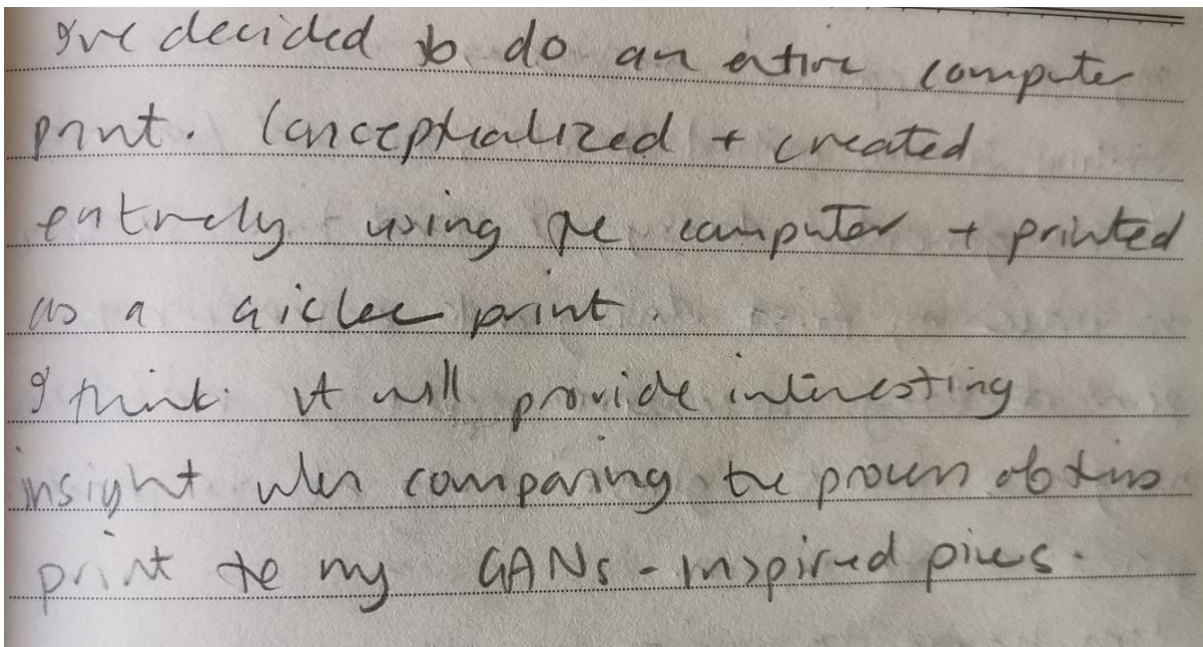 I've decided to do an entire computer
print. Conceptualized + created
entirely using the computer + printed
as a giclee print.
I think it will provide interesting
insight when comparing the process of this
print to my GANs-inspired pieces.